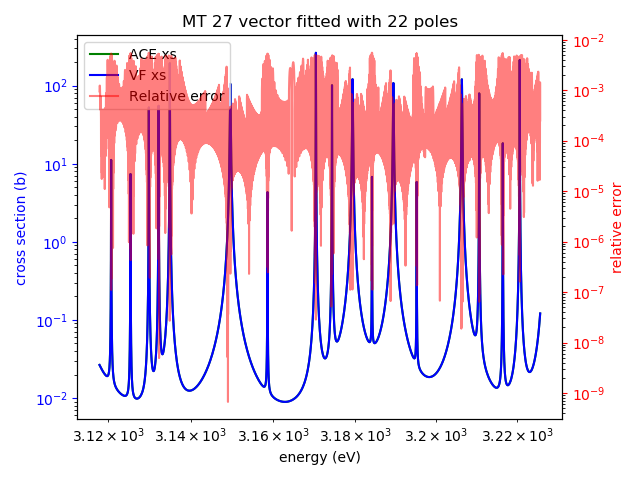 MT 27 vector fitted with 22 poles
ACE xs
VF xs
Relative error
cross section (b)
10²
10¹
10⁰
10⁻¹
10⁻²
10⁻²
10⁻³
10⁻⁴
10⁻⁵
10⁻⁶
10⁻⁷
10⁻⁸
10⁻⁹
relative error
3.12 × 10³ 3.14 × 10³ 3.16 × 10³ 3.18 × 10³ 3.2 × 10³ 3.22 × 10³
energy (eV)